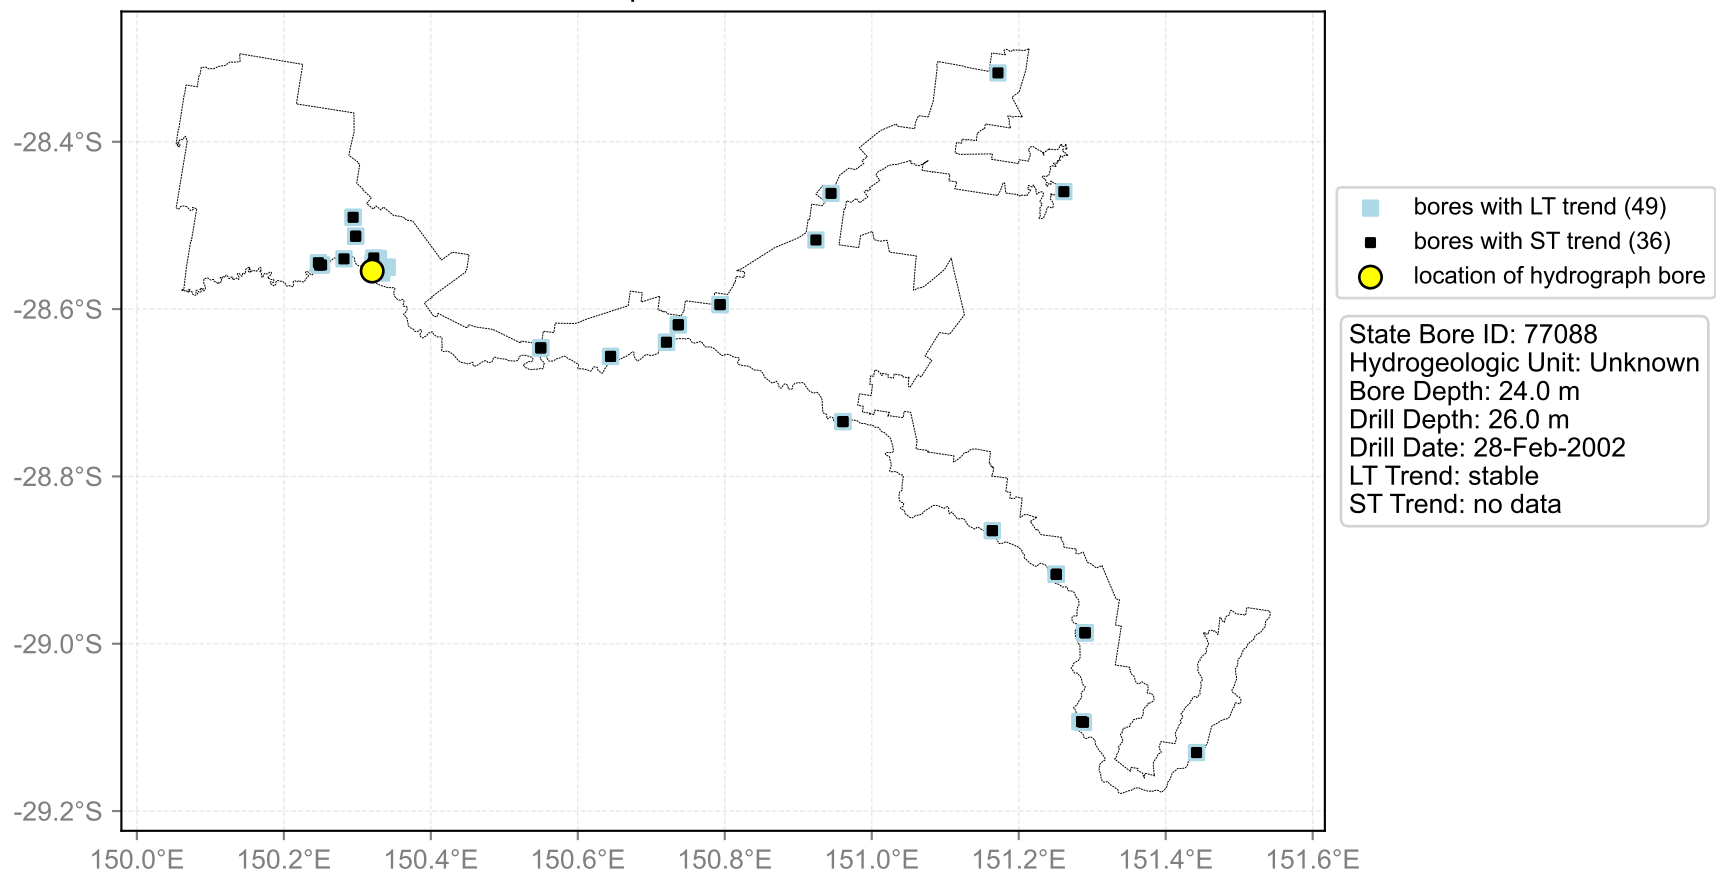 -28.4°S
-28.6°S
-28.8°S
-29.0°S
-29.2°S
150.0°E
150.2°E
150.4°E
150.6°E
150.8°E
151.0°E
151.2°E
151.4°E
151.6°E
bores with LT trend (49)
bores with ST trend (36)
location of hydrograph bore
State Bore ID: 77088
Hydrogeologic Unit: Unknown
Bore Depth: 24.0 m
Drill Depth: 26.0 m
Drill Date: 28-Feb-2002
LT Trend: stable
ST Trend: no data